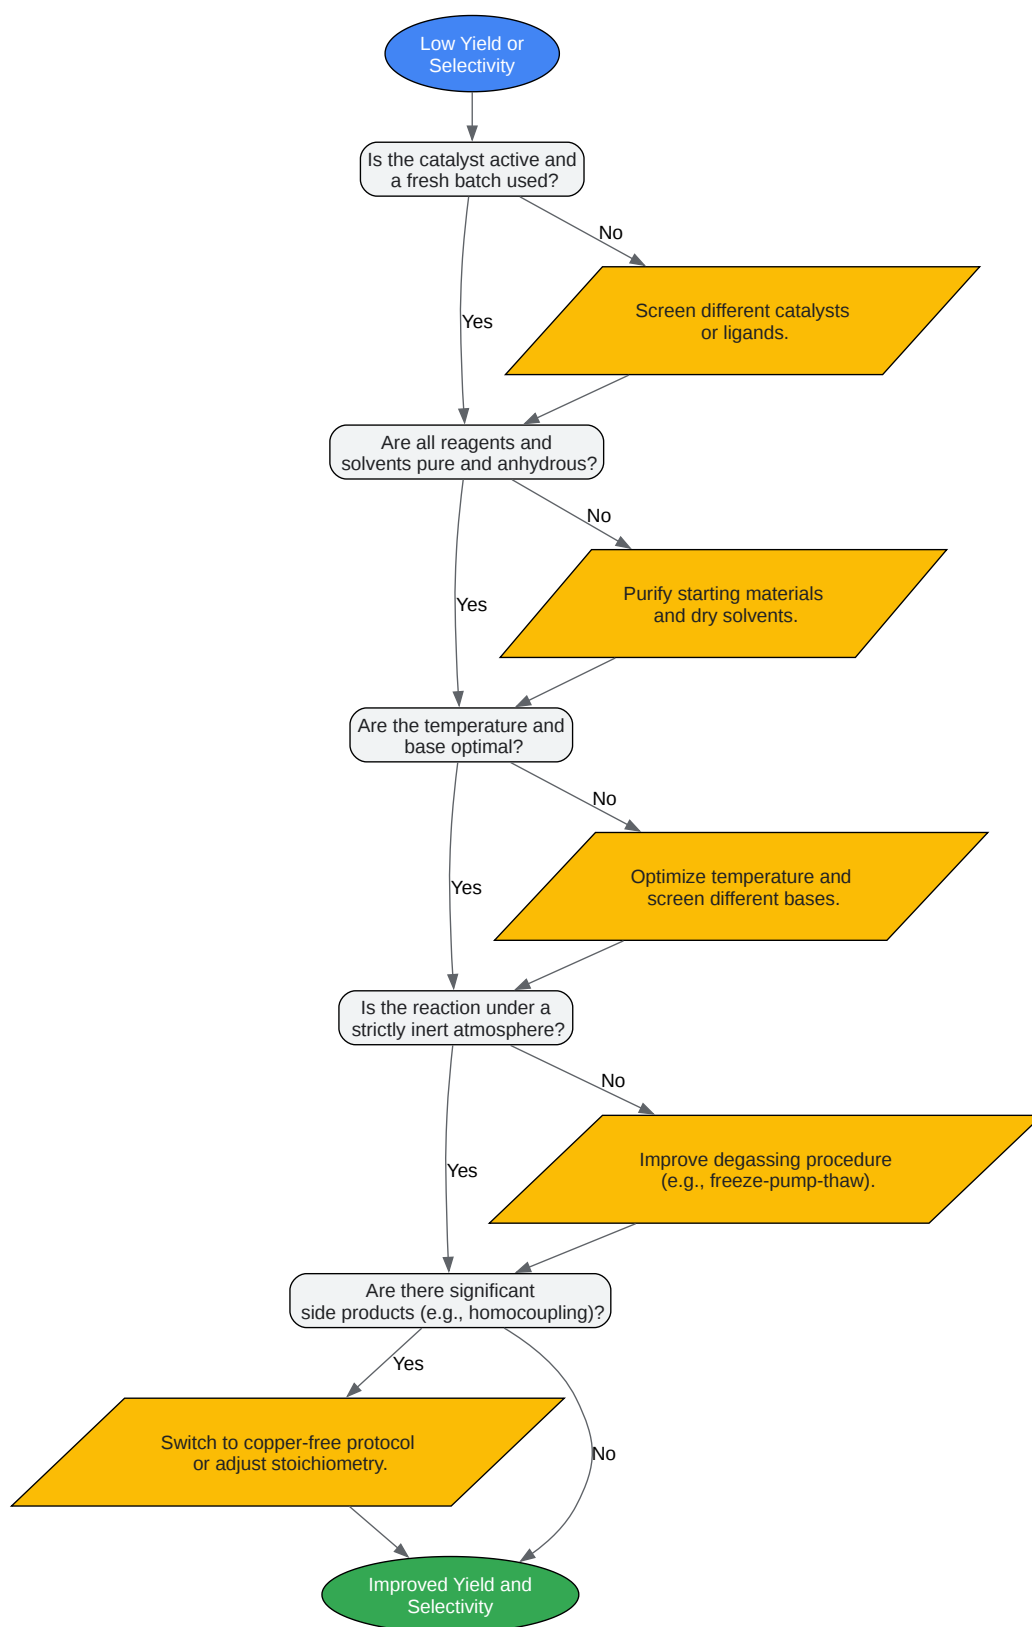 Low Yield or
Selectivity
Is the catalyst active and
a fresh batch used?
No
Screen different catalysts
or ligands.
Yes
Are all reagents and
solvents pure and anhydrous?
No
Purify starting materials
and dry solvents.
Yes
Are the temperature and
base optimal?
No
Optimize temperature and
screen different bases.
Yes
Is the reaction under a
strictly inert atmosphere?
No
Improve degassing procedure
(e.g., freeze-pump-thaw).
Yes
Are there significant
side products (e.g., homocoupling)?
Yes
Switch to copper-free protocol
or adjust stoichiometry.
No
Improved Yield and
Selectivity